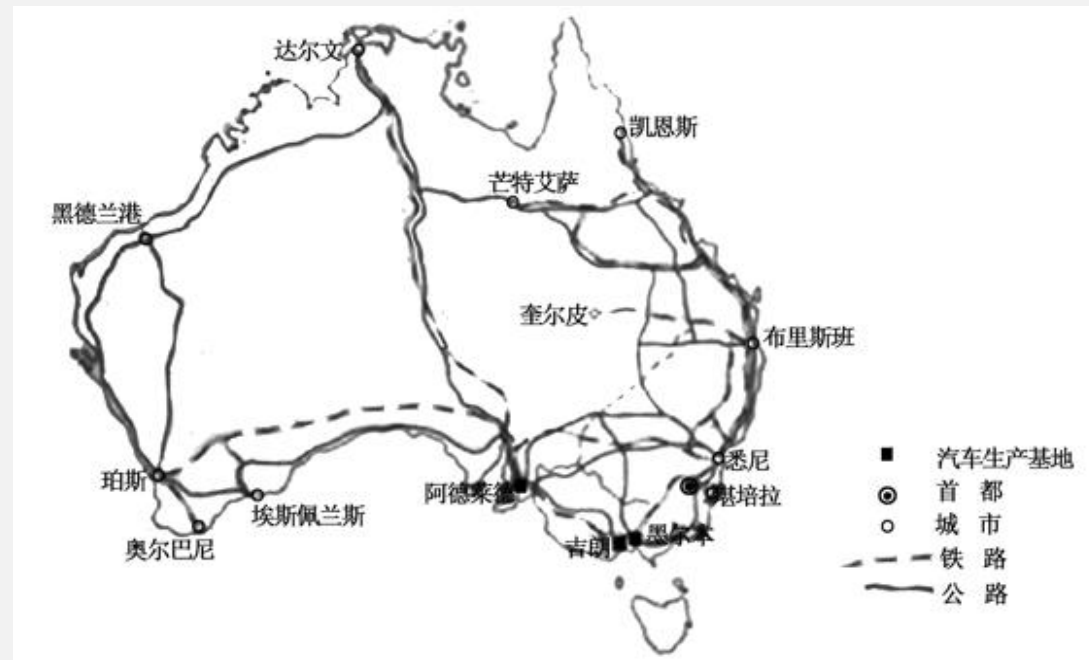 达尔文
凯恩斯
芒特艾萨
黑德兰港
奎尔皮
布里斯班
悉尼
珀斯
阿德莱德
堪培拉
埃斯佩兰斯
奥尔巴尼
吉朗
墨尔本
汽车生产基地
首都
城市
铁路
公路